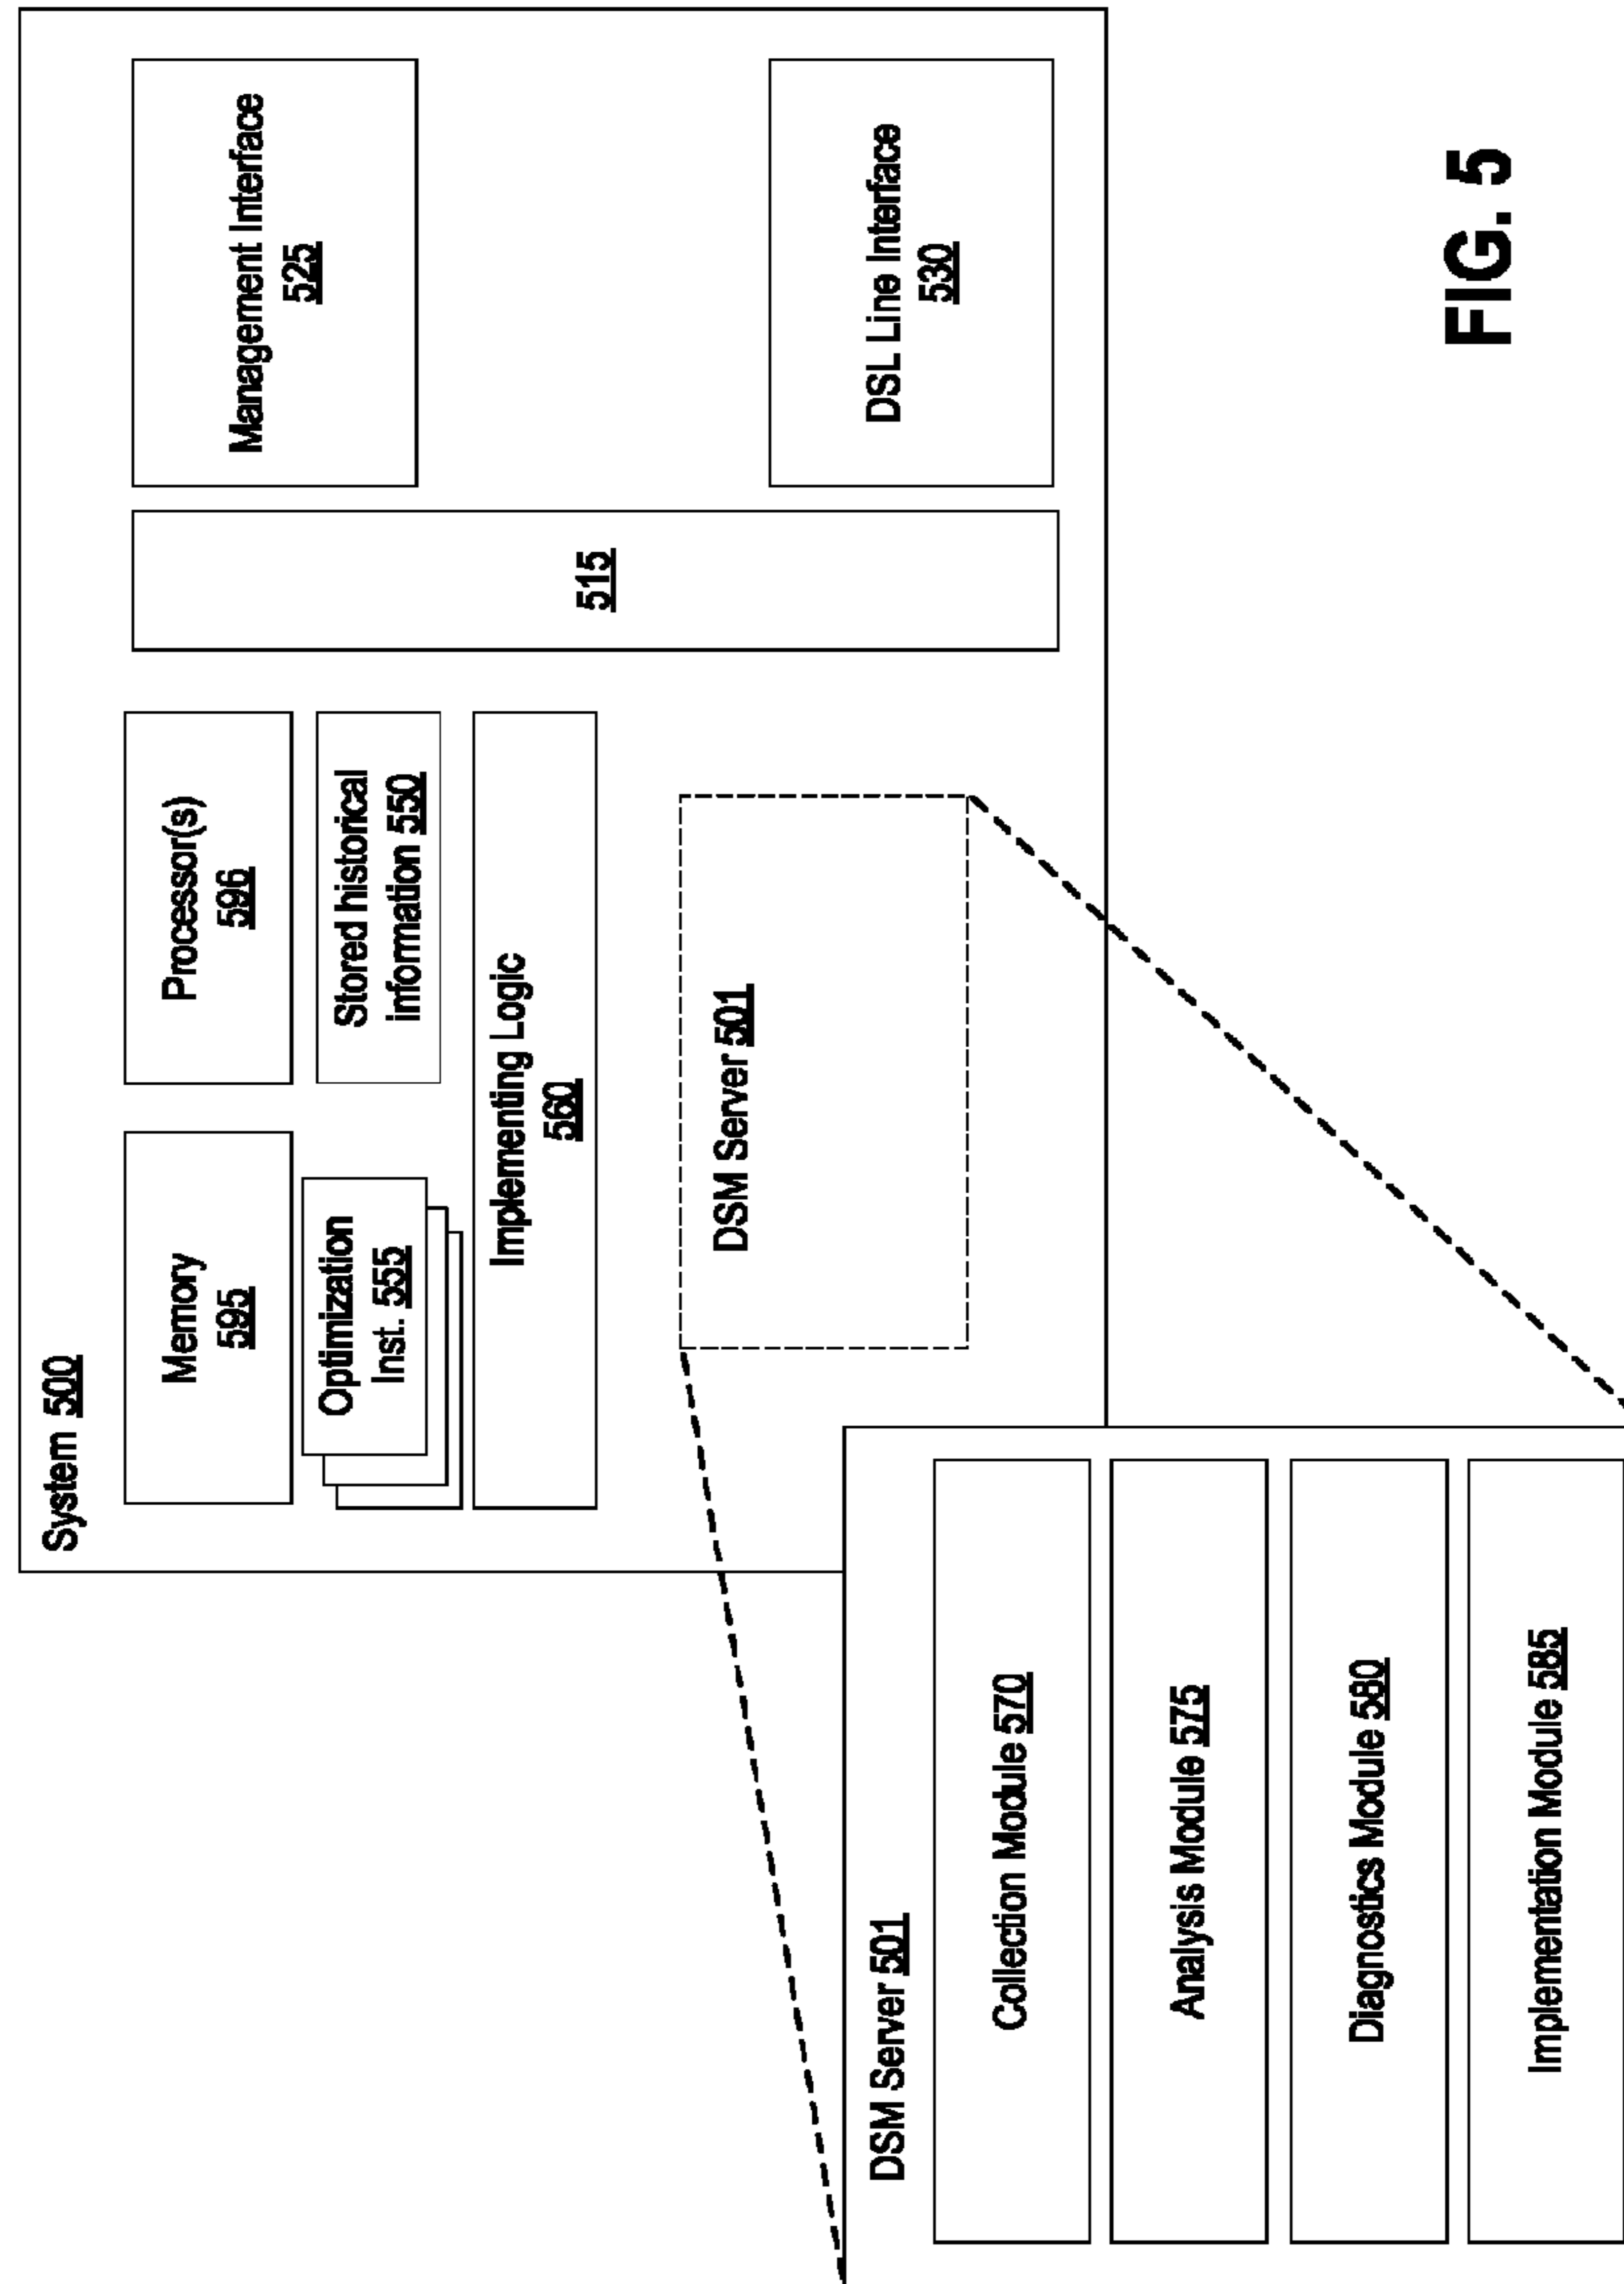 System 500
Memory
595
Processor(s)
596
Management Interface
525
Optimization
Inst. 555
Stored historical
information 550
Implementing Logic
560
515
DSM Server 501
DSL Line Interface
530
DSM Server 501
Collection Module 570
Analysis Module 575
Diagnostics Module 580
Implementation Module 585
FIG. 5